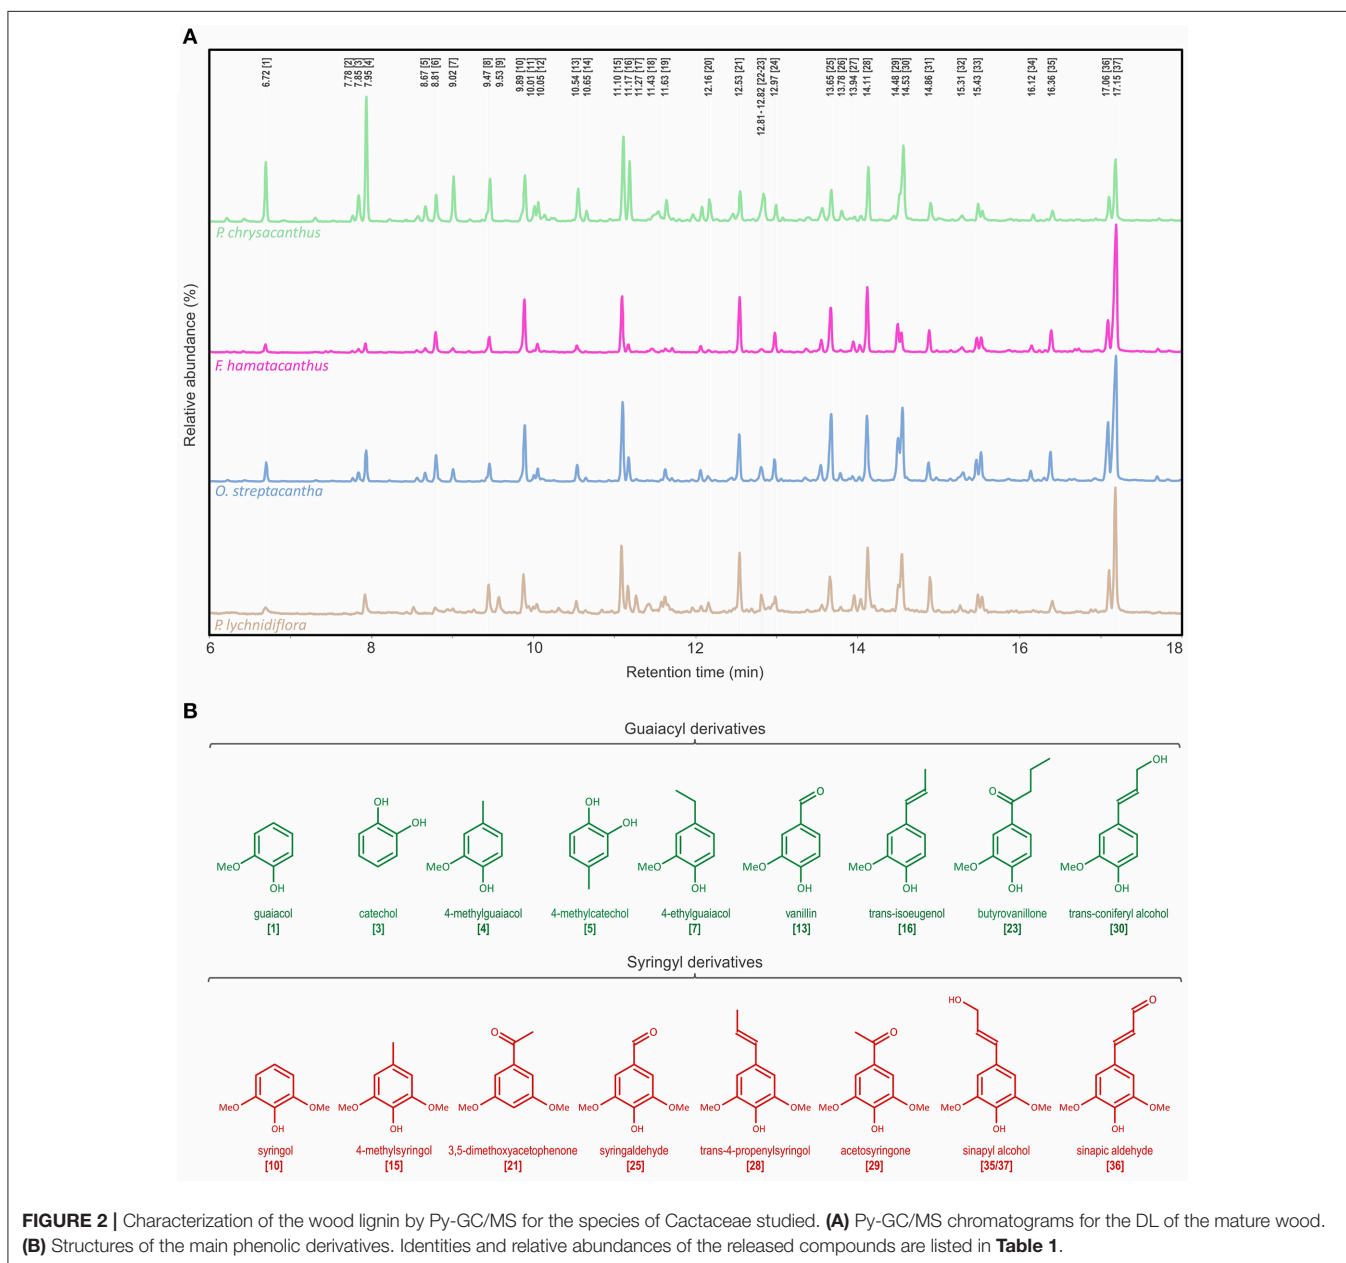 A
6.72 [1]
7.78 [2]
7.85 [3]
7.95 [4]
8.67 [5]
8.81 [6]
9.02 [7]
9.47 [8]
9.53 [9]
9.89 [10]
10.01 [11]
10.05 [12]
10.54 [13]
10.65 [14]
11.10 [15]
11.17 [16]
11.27 [17]
11.43 [18]
11.63 [19]
12.16 [20]
12.53 [21]
12.81 - 12.82 [22-23]
12.97 [24]
13.65 [25]
13.78 [26]
13.94 [27]
14.11 [28]
14.48 [29]
14.53 [30]
14.86 [31]
15.31 [32]
15.43 [33]
16.12 [34]
16.36 [35]
17.06 [36]
17.15 [37]
Relative abundance (%)
P. chrysacanthus
F. hamatacanthus
O. streptacantha
P. lychnidiflora
6 8 10 12 14 16 18
Retention time (min)
B
Guaiacyl derivatives
OH
O
O
OH OH OH
MeO MeO MeO MeO MeO MeO MeO
OH OH OH OH OH OH OH
guaiacol catechol 4-methylguaiacol 4-methylcatechol 4-ethylguaiacol vanillin trans-isoeugenol butyrovanillone trans-coniferyl alcohol
[1] [3] [4] [5] [7] [13] [16] [23] [30]
Syringyl derivatives
HO O
O O O
MeO OMe MeO OMe MeO OMe MeO OMe MeO OMe MeO OMe MeO OMe MeO OMe
OH OH OH OH OH OH OH
syringol 4-methylsyringol 3,5-dimethoxyacetophenone syringaldehyde trans-4-propenylsyringol acetosyringone sinapyl alcohol sinapic aldehyde
[10] [15] [21] [25] [28] [29] [35/37] [36]
FIGURE 2 | Characterization of the wood lignin by Py-GC/MS for the species of Cactaceae studied. (A) Py-GC/MS chromatograms for the DL of the mature wood.
(B) Structures of the main phenolic derivatives. Identities and relative abundances of the released compounds are listed in Table 1.